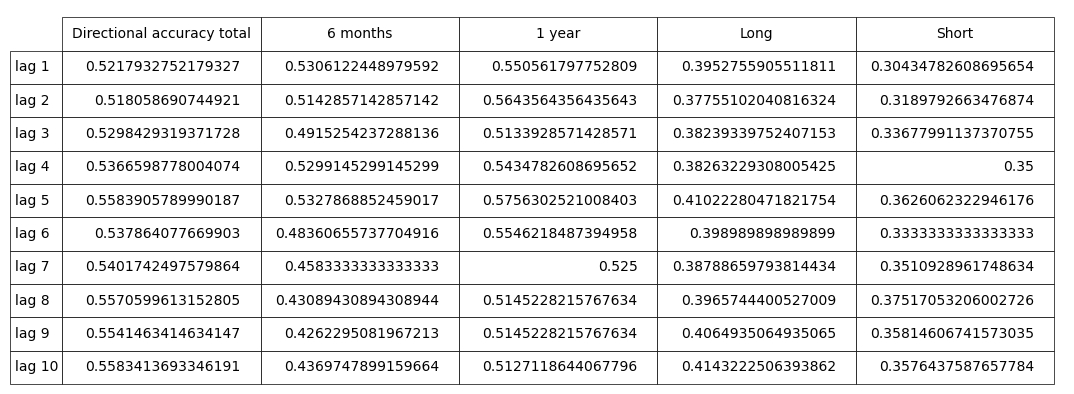 Directional accuracy total 6 months 1 year Long Short
lag 1 0.5217932752179327 0.5306122448979592 0.550561797752809 0.3952755905511811 0.30434782608695654
lag 2 0.518058690744921 0.5142857142857142 0.5643564356435643 0.37755102040816324 0.3189792663476874
lag 3 0.5298429319371728 0.4915254237288136 0.5133928571428571 0.38239339752407153 0.33677991137370755
lag 4 0.5366598778004074 0.5299145299145299 0.5434782608695652 0.38263229308005425 0.35
lag 5 0.5583905789990187 0.5327868852459017 0.5756302521008403 0.41022280471821754 0.3626062322946176
lag 6 0.537864077669903 0.48360655737704916 0.5546218487394958 0.398989898989899 0.3333333333333333
lag 7 0.5401742497579864 0.4583333333333333 0.525 0.38788659793814434 0.3510928961748634
lag 8 0.5570599613152805 0.43089430894308944 0.5145228215767634 0.3965744400527009 0.37517053206002726
lag 9 0.5541463414634147 0.4262295081967213 0.5145228215767634 0.4064935064935065 0.35814606741573035
lag 10 0.5583413693346191 0.4369747899159664 0.5127118644067796 0.4143222506393862 0.3576437587657784